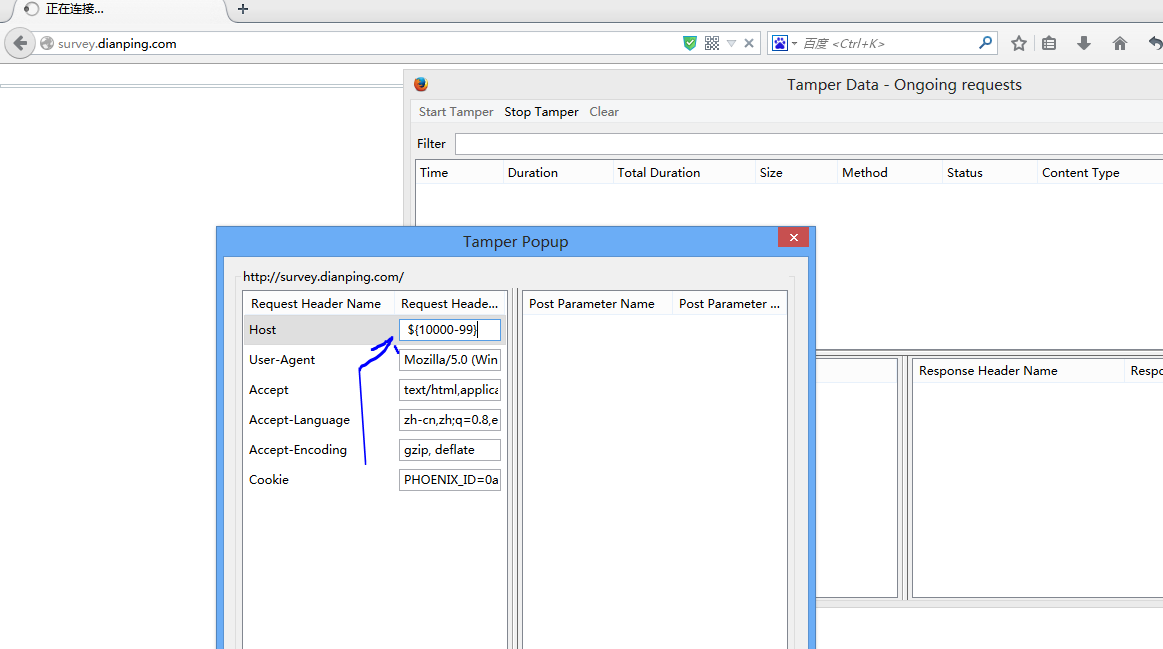 正在连接...
survey.dianping.com
百度 <Ctrl+K>
Tamper Data - Ongoing requests
Start Tamper Stop Tamper Clear
Filter
Time Duration Total Duration Size Method Status Content Type
Tamper Popup
http://survey.dianping.com/
Request Header Name Request Heade... Post Parameter Name Post Parameter ...
Host ${10000-99}
User-Agent Mozilla/5.0 (Win
Response Header Name Respo
Accept text/html,applica
Accept-Language zh-cn,zh;q=0.8,e
Accept-Encoding gzip, deflate
Cookie PHOENIX_ID=0a